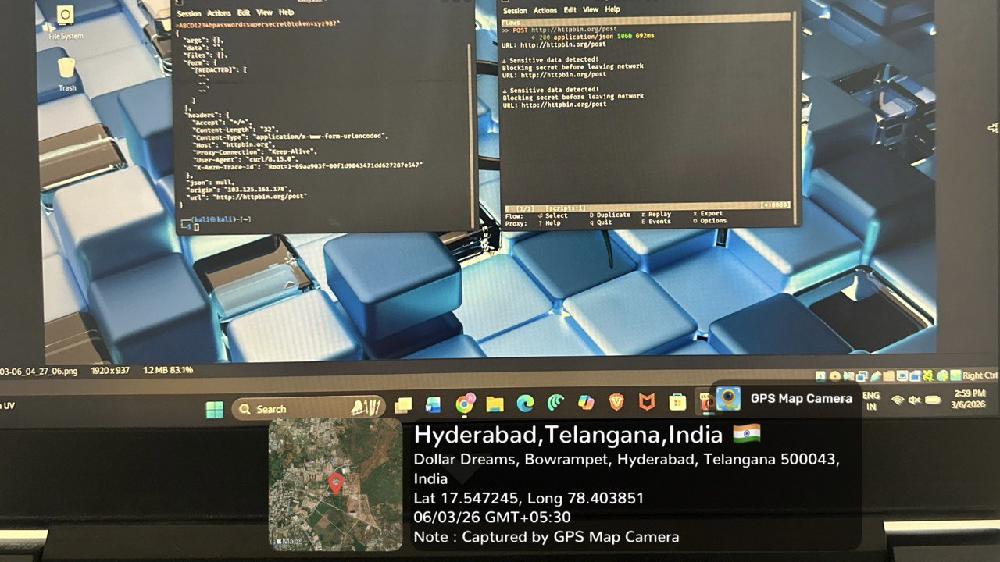 File System
Trash
Session Actions Edit View Help
=ABCD1234&password=supersecret&token=xyz987"
{
"args": {},
"data": "",
"files": {},
"form": {
"[REDACTED]": [
"",
"",
""
]
},
"headers": {
"Accept": "*/*",
"Content-Length": "32",
"Content-Type": "application/x-www-form-urlencoded",
"Host": "httpbin.org",
"Proxy-Connection": "Keep-Alive",
"User-Agent": "curl/8.15.0",
"X-Amzn-Trace-Id": "Root=1-69aa903f-00f1d9043471dd627287e547"
},
"json": null,
"origin": "103.125.161.178",
"url": "http://httpbin.org/post"
}
(kali㉿kali)-[~]
$
Session Actions Edit View Help
Flows
>> POST http://httpbin.org/post
← 200 application/json 506b 692ms
URL: http://httpbin.org/post
⚠ Sensitive data detected!
Blocking secret before leaving network
URL: http://httpbin.org/post
⚠ Sensitive data detected!
Blocking secret before leaving network
URL: http://httpbin.org/post
[1/1] [scripts:1] [*:8080]
Flow: Select D Duplicate r Replay x Export
Proxy: ? Help q Quit E Events O Options
03-06_04_27_06.png 1920 x 937 1.2 MB 83.1%
Right Ctrl
UV
Search
ENG
IN
2:59 PM
3/6/2026
GPS Map Camera
Hyderabad,Telangana,India 🇮🇳
Dollar Dreams, Bowrampet, Hyderabad, Telangana 500043,
India
Lat 17.547245, Long 78.403851
06/03/26 GMT+05:30
Note : Captured by GPS Map Camera
Maps